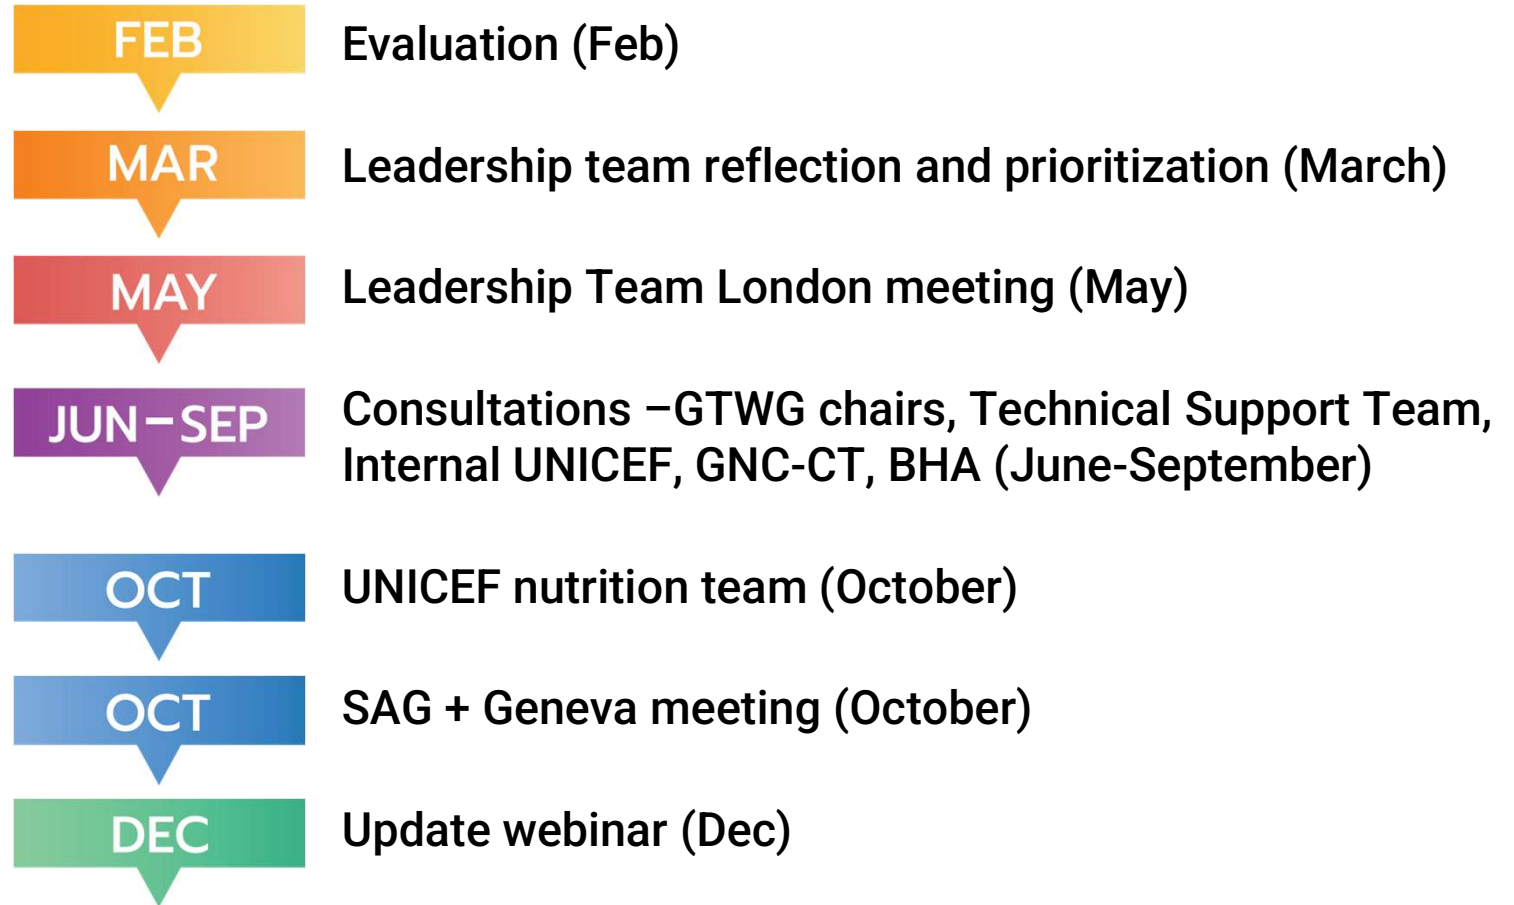 FEB
Evaluation (Feb)
MAR
Leadership team reflection and prioritization (March)
MAY
Leadership Team London meeting (May)
JUN–SEP
Consultations –GTWG chairs, Technical Support Team,
Internal UNICEF, GNC-CT, BHA (June-September)
OCT
UNICEF nutrition team (October)
OCT
SAG + Geneva meeting (October)
DEC
Update webinar (Dec)